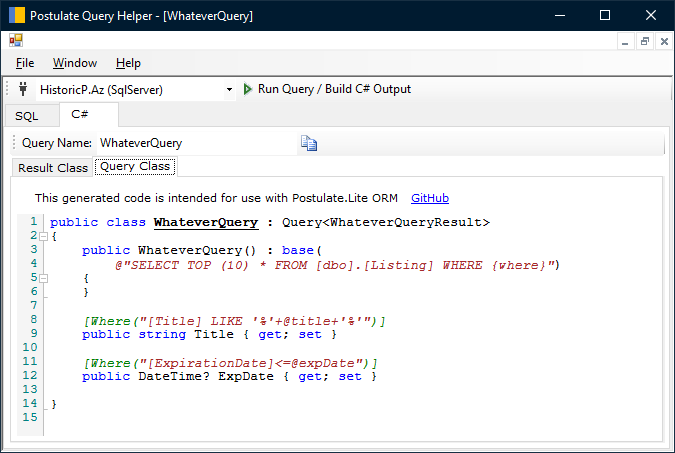 Postulate Query Helper - [WhateverQuery]
File Window Help
HistoricP.Az (SqlServer) Run Query / Build C# Output
SQL C#
Query Name: WhateverQuery
Result Class Query Class
This generated code is intended for use with Postulate.Lite ORM GitHub
1 public class WhateverQuery : Query<WhateverQueryResult>
2 {
3 public WhateverQuery() : base(
4 @"SELECT TOP (10) * FROM [dbo].[Listing] WHERE {where}")
5 {
6 }
7
8 [Where("[Title] LIKE '%'+@title+'%'")]
9 public string Title { get; set }
10
11 [Where("[ExpirationDate]<=@expDate")]
12 public DateTime? ExpDate { get; set }
13
14 }
15